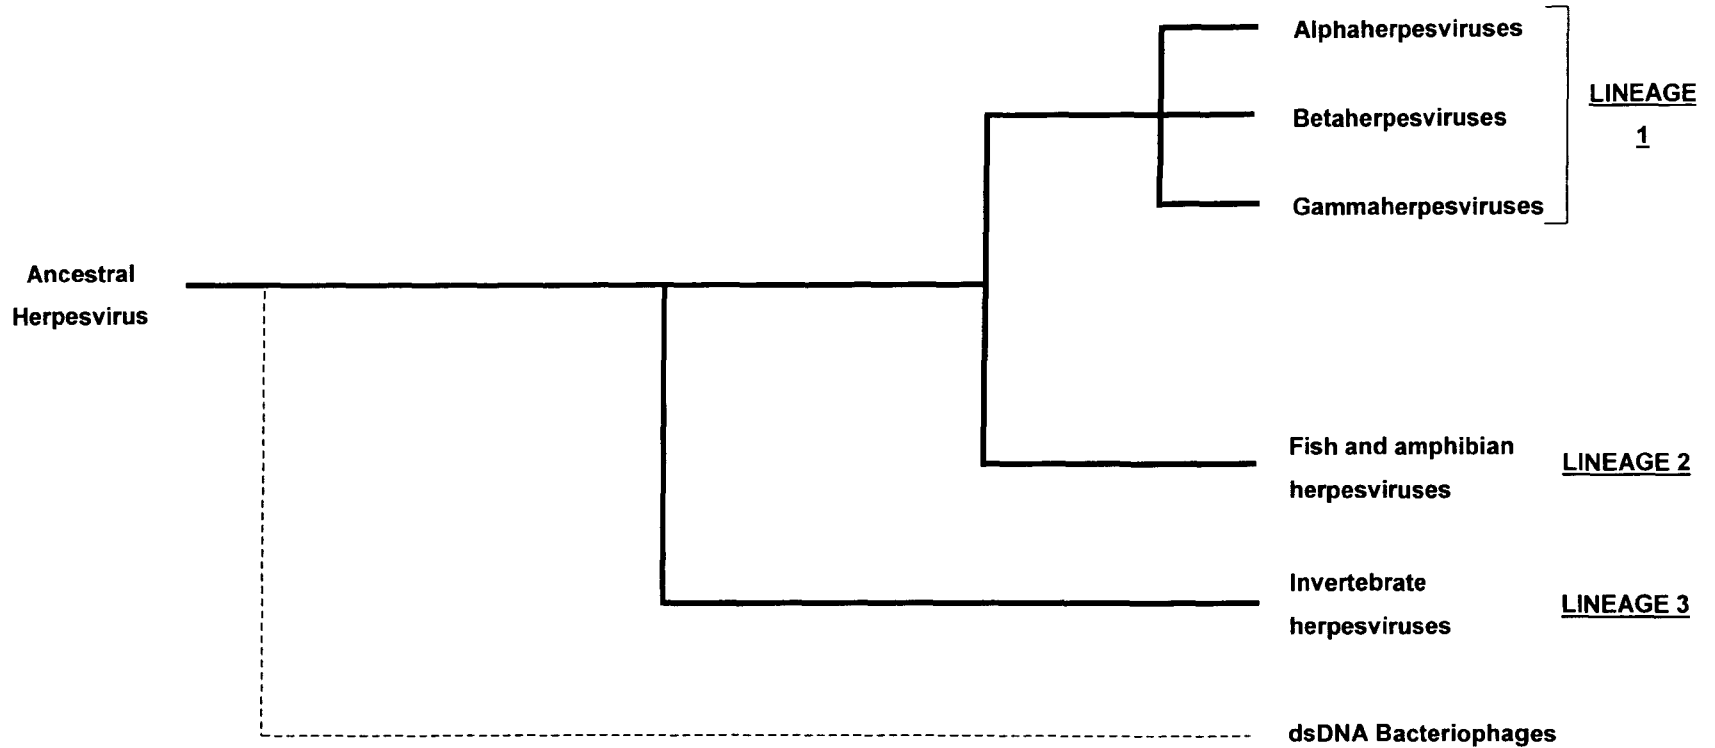 Alphaherpesviruses
Betaherpesviruses
Gammaherpesviruses
LINEAGE
1
Ancestral
Herpesvirus
Fish and amphibian
herpesviruses
LINEAGE 2
Invertebrate
herpesviruses
LINEAGE 3
dsDNA Bacteriophages